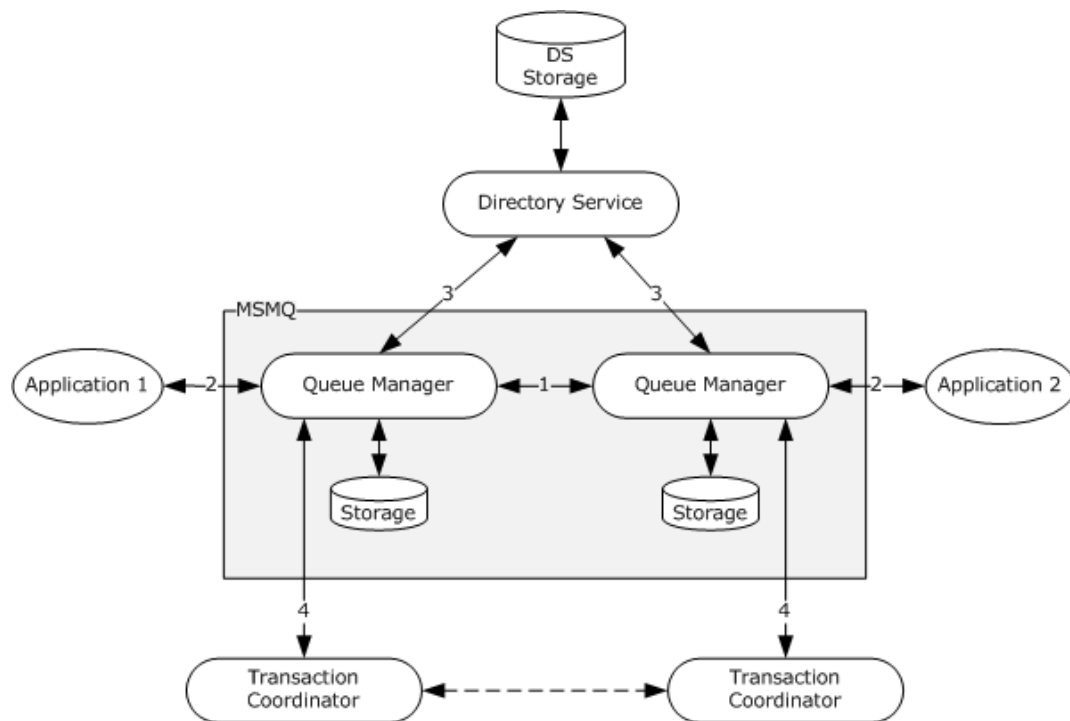 DS
Storage
Directory Service
3
3
MSMQ
Application 1
2
Queue Manager
1
Queue Manager
2
Application 2
Storage
Storage
4
4
Transaction
Coordinator
Transaction
Coordinator